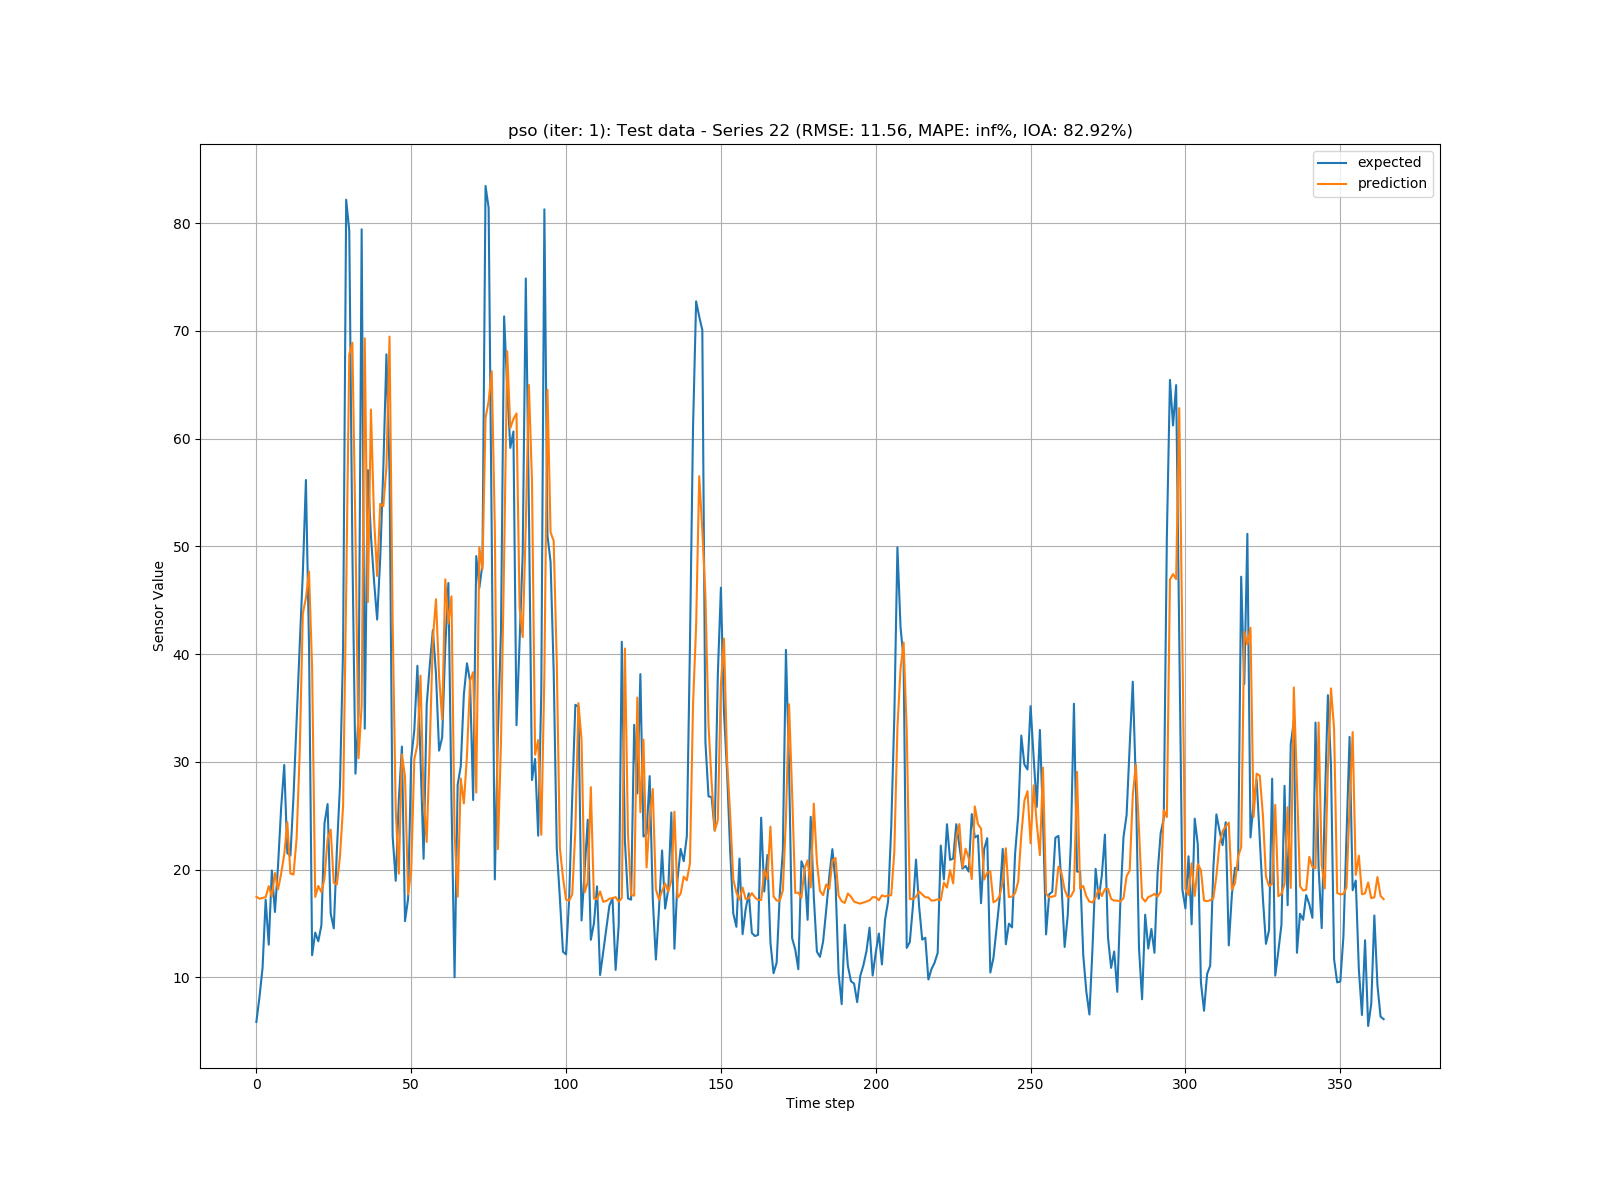 pso (iter: 1): Test data - Series 22 (RMSE: 11.56, MAPE: inf%, IOA: 82.92%)
expected
prediction
80
70
60
50
40
30
20
10
Sensor Value
0 50 100 150 200 250 300 350
Time step